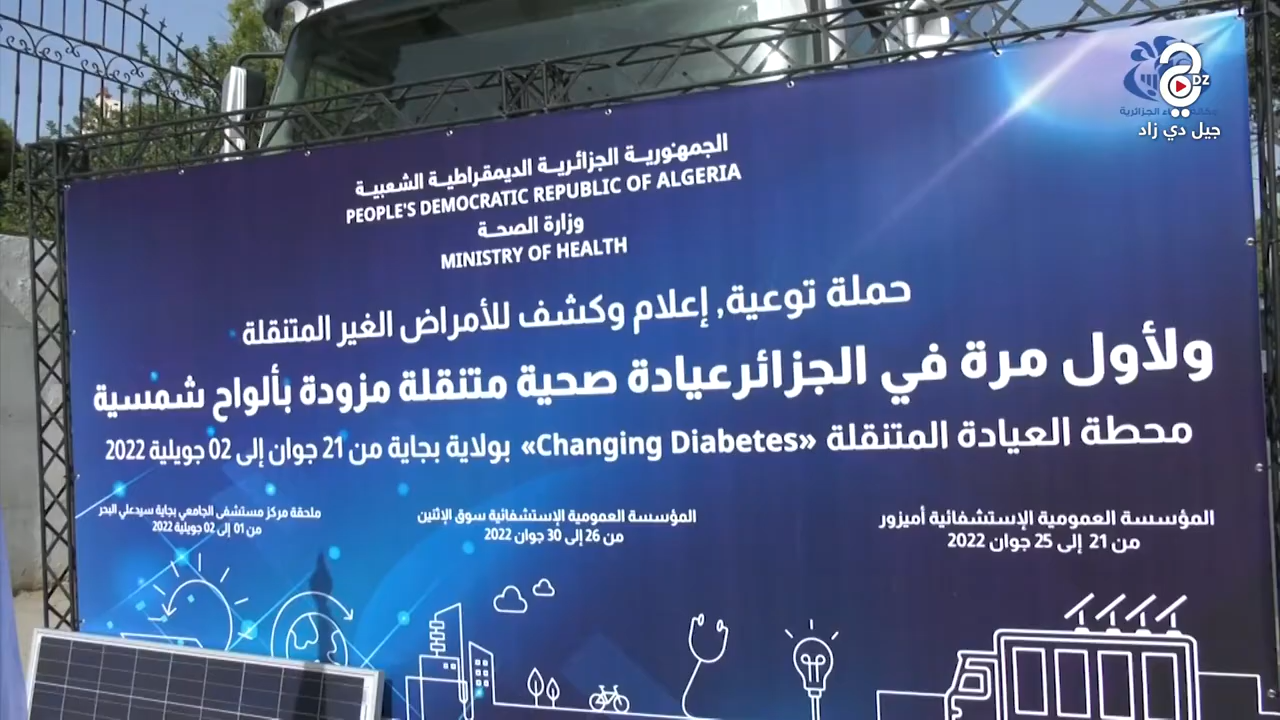 DZ
جيل دي زاد
الجمهورية الجزائرية الديمقراطية الشعبية
PEOPLE'S DEMOCRATIC REPUBLIC OF ALGERIA
وزارة الصحة
MINISTRY OF HEALTH
حملة توعية, إعلام وكشف للأمراض الغير المتنقلة
ولأول مرة في الجزائرعيادة صحية متنقلة مزودة بألواح شمسية
محطة العيادة المتنقلة «Changing Diabetes» بولاية بجاية من 21 جوان إلى 02 جويلية 2022
المؤسسة العمومية الإستشفائية أميزور
من 21 إلى 25 جوان 2022
المؤسسة العمومية الإستشفائية سوق الإثنين
من 26 إلى 30 جوان 2022
ملحقة مركز مستشفى الجامعي بجاية سيدعلي البحر
من 01 إلى 02 جويلية 2022